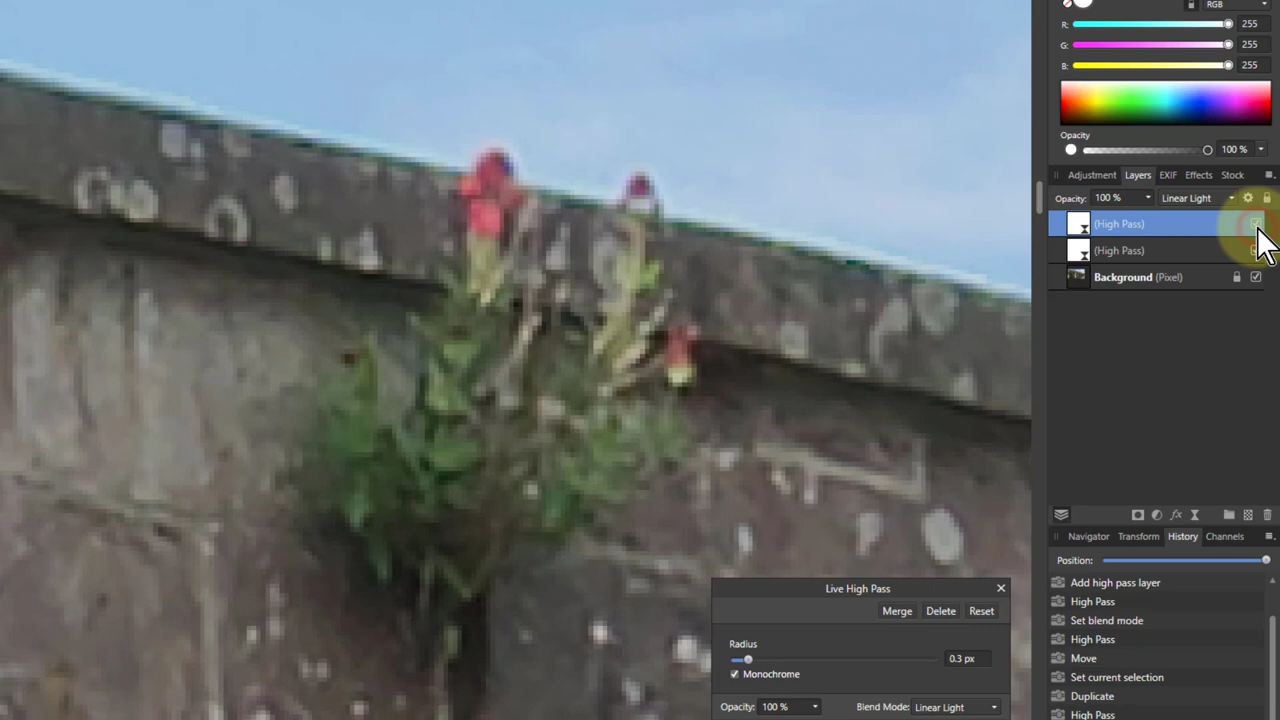 RGB
R: 255
G: 255
B: 255
Opacity
100 %
Adjustment Layers EXIF Effects Stock
Opacity: 100 % Linear Light
(High Pass)
(High Pass)
Background (Pixel)
Navigator Transform History Channels
Position:
Add high pass layer
High Pass
Set blend mode
High Pass
Move
Set current selection
Duplicate
High Pass
Live High Pass
Merge Delete Reset
Radius
0.3 px
Monochrome
Opacity: 100 % Blend Mode: Linear Light